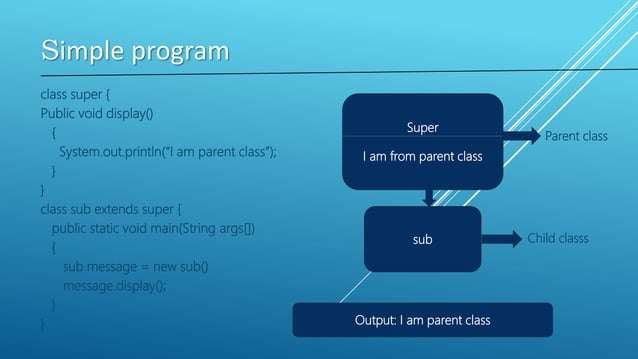 Simple program
class super {
Public void display()
{
System.out.println("I am parent class");
}
}
class sub extends super {
public static void main(String args[])
{
sub message = new sub()
message.display();
}
}
Super
I am from parent class
Parent class
sub
Child classs
Output: I am parent class